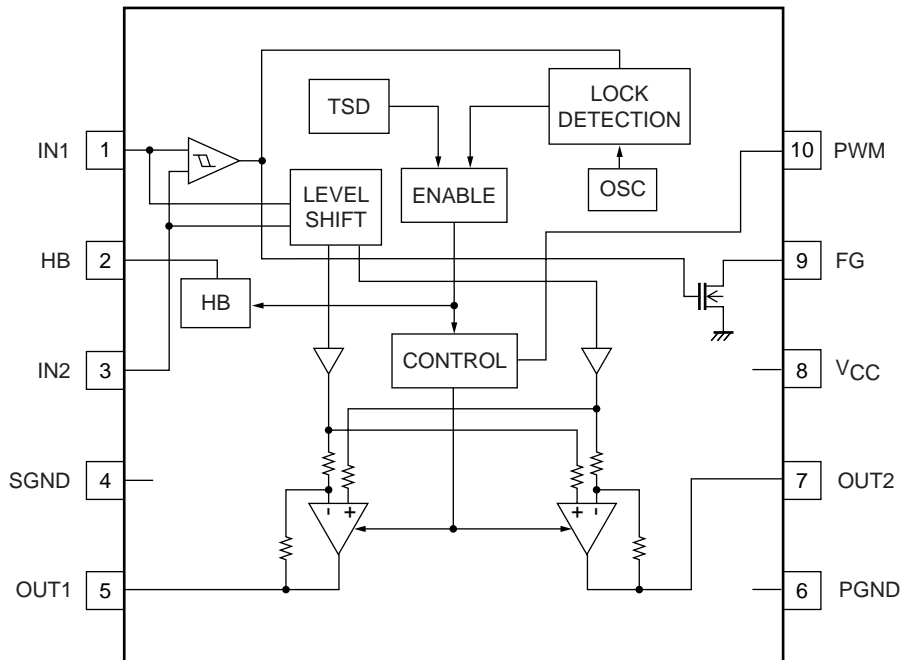 TSD
LOCK
DETECTION
IN1
1
10
PWM
LEVEL
SHIFT
ENABLE
OSC
HB
2
9
FG
HB
IN2
3
CONTROL
8
VCC
SGND
4
7
OUT2
- +
+ -
OUT1
5
6
PGND